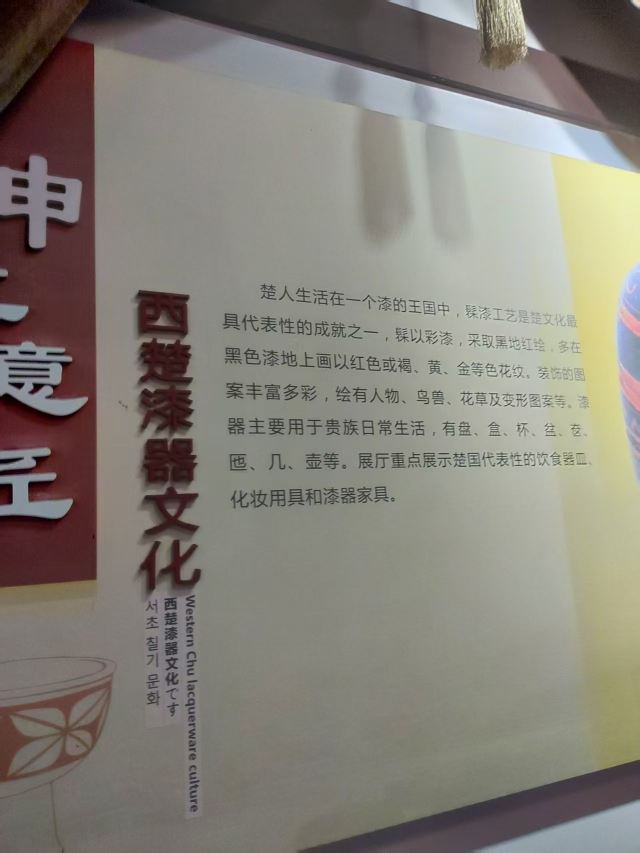 神
工
意
匠
西楚漆器文化
Western Chu lacquerware culture
西楚漆器文化です
서초 칠기 문화
楚人生活在一个漆的王国中，髹漆工艺是楚文化最
具代表性的成就之一，髹以彩漆，采取黑地红绘，多在
黑色漆地上画以红色或褐、黄、金等色花纹。装饰的图
案丰富多彩，绘有人物、鸟兽、花草及变形图案等。漆
器主要用于贵族日常生活，有盘、盒、杯、盆、奁、
匜、几、壶等。展厅重点展示楚国代表性的饮食器皿、
化妆用具和漆器家具。